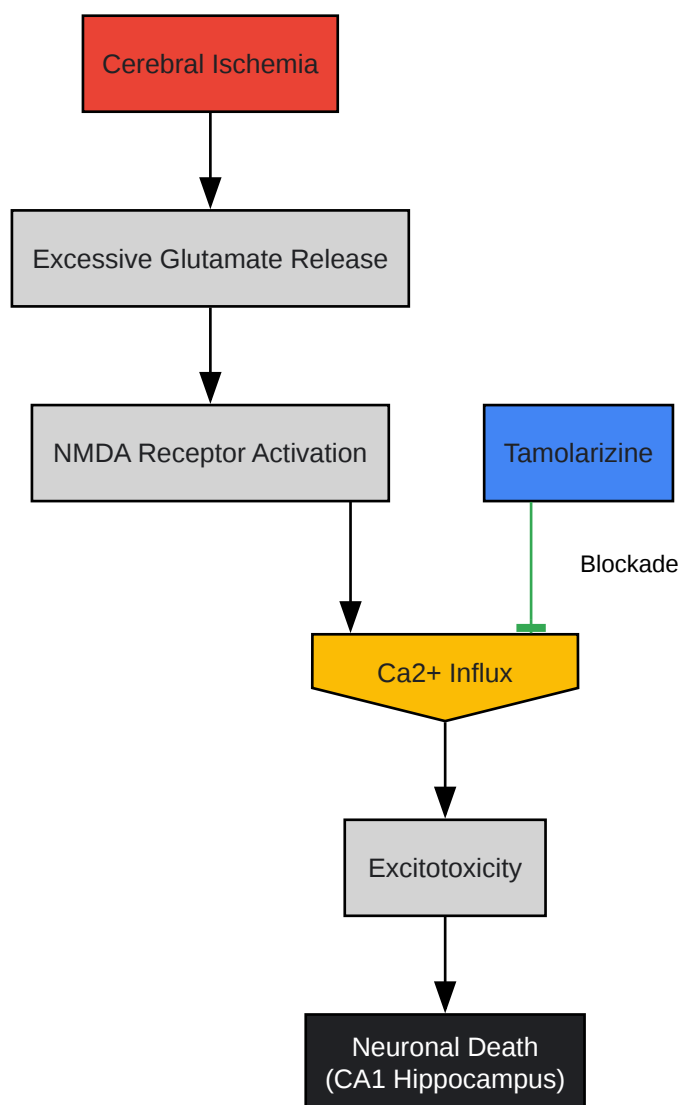 Cerebral Ischemia
Excessive Glutamate Release
NMDA Receptor Activation
Tamolarizine
Blockade
Ca2+ Influx
Excitotoxicity
Neuronal Death
(CA1 Hippocampus)